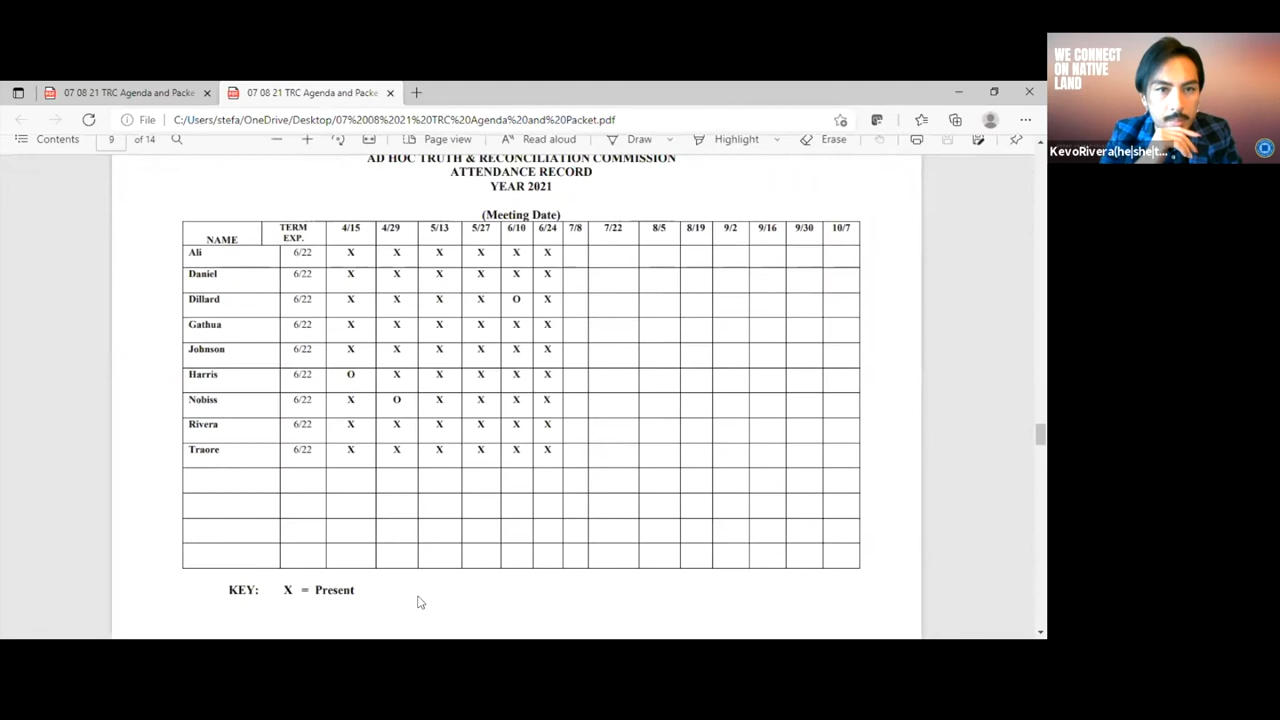 07 08 21 TRC Agenda and Packe
07 08 21 TRC Agenda and Packe
File
C:/Users/stefa/OneDrive/Desktop/07%2008%2021%20TRC%20Agenda%20and%20Packet.pdf
Contents 9 of 14 Page view Read aloud Draw Highlight Erase
AD HOC TRUTH & RECONCILIATION COMMISSION
ATTENDANCE RECORD
YEAR 2021
(Meeting Date)
NAME TERM EXP. 4/15 4/29 5/13 5/27 6/10 6/24 7/8 7/22 8/5 8/19 9/2 9/16 9/30 10/7
Ali 6/22 X X X X X X
Daniel 6/22 X X X X X X
Dillard 6/22 X X X X O X
Gathua 6/22 X X X X X X
Johnson 6/22 X X X X X X
Harris 6/22 O X X X X X
Nobiss 6/22 X O X X X X
Rivera 6/22 X X X X X X
Traore 6/22 X X X X X X
KEY: X = Present
WE CONNECT
ON NATIVE
LAND
KevoRivera(he|she|t...